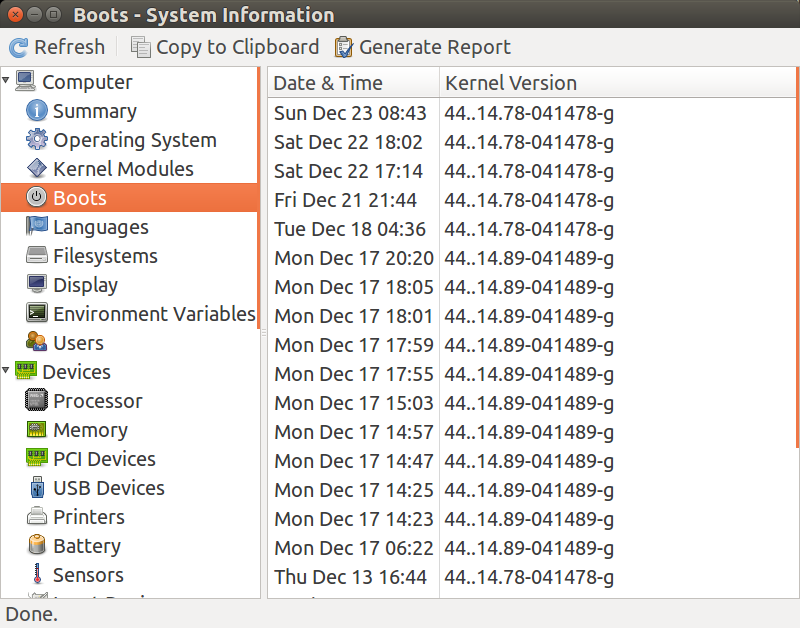 Boots - System Information
Refresh Copy to Clipboard Generate Report
Computer
Summary
Operating System
Kernel Modules
Boots
Languages
Filesystems
Display
Environment Variables
Users
Devices
Processor
Memory
PCI Devices
USB Devices
Printers
Battery
Sensors
Date & Time Kernel Version
Sun Dec 23 08:43 44..14.78-041478-g
Sat Dec 22 18:02 44..14.78-041478-g
Sat Dec 22 17:14 44..14.78-041478-g
Fri Dec 21 21:44 44..14.78-041478-g
Tue Dec 18 04:36 44..14.78-041478-g
Mon Dec 17 20:20 44..14.89-041489-g
Mon Dec 17 18:05 44..14.89-041489-g
Mon Dec 17 18:01 44..14.89-041489-g
Mon Dec 17 17:59 44..14.89-041489-g
Mon Dec 17 17:55 44..14.89-041489-g
Mon Dec 17 15:03 44..14.89-041489-g
Mon Dec 17 14:57 44..14.89-041489-g
Mon Dec 17 14:47 44..14.89-041489-g
Mon Dec 17 14:25 44..14.89-041489-g
Mon Dec 17 14:23 44..14.89-041489-g
Mon Dec 17 06:22 44..14.89-041489-g
Thu Dec 13 16:44 44..14.78-041478-g
Done.